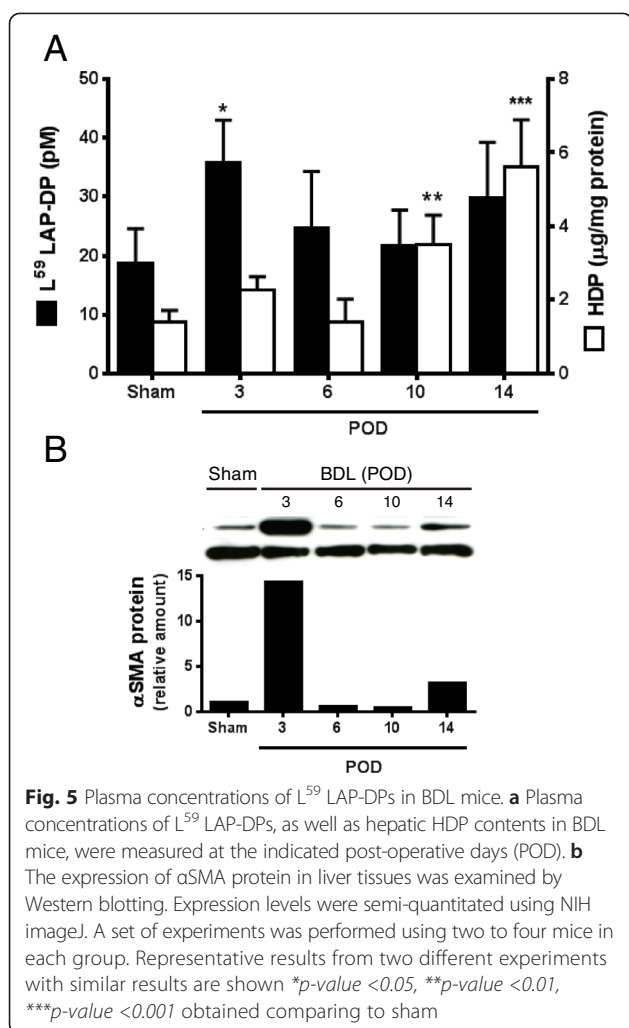 A
50
40
30
20
10
0
L⁵⁹ LAP-DP (pM)
*
**
***
8
6
4
2
0
HDP (µg/mg protein)
Sham 3 6 10 14
POD
B
Sham BDL (POD)
3 6 10 14
15
10
5
0
αSMA protein
(relative amount)
Sham 3 6 10 14
POD
Fig. 5 Plasma concentrations of L⁵⁹ LAP-DPs in BDL mice. a Plasma
concentrations of L⁵⁹ LAP-DPs, as well as hepatic HDP contents in BDL
mice, were measured at the indicated post-operative days (POD). b
The expression of αSMA protein in liver tissues was examined by
Western blotting. Expression levels were semi-quantitated using NIH
imageJ. A set of experiments was performed using two to four mice in
each group. Representative results from two different experiments
with similar results are shown *p-value <0.05, **p-value <0.01,
***p-value <0.001 obtained comparing to sham